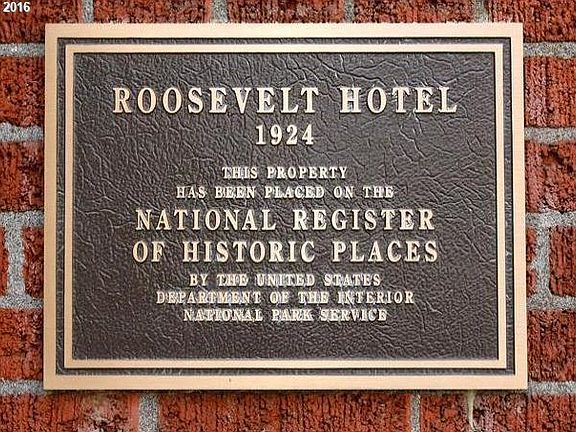 2016
ROOSEVELT HOTEL
1924
THIS PROPERTY
HAS BEEN PLACED ON THE
NATIONAL REGISTER
OF HISTORIC PLACES
BY THE UNITED STATES
DEPARTMENT OF THE INTERIOR
NATIONAL PARK SERVICE